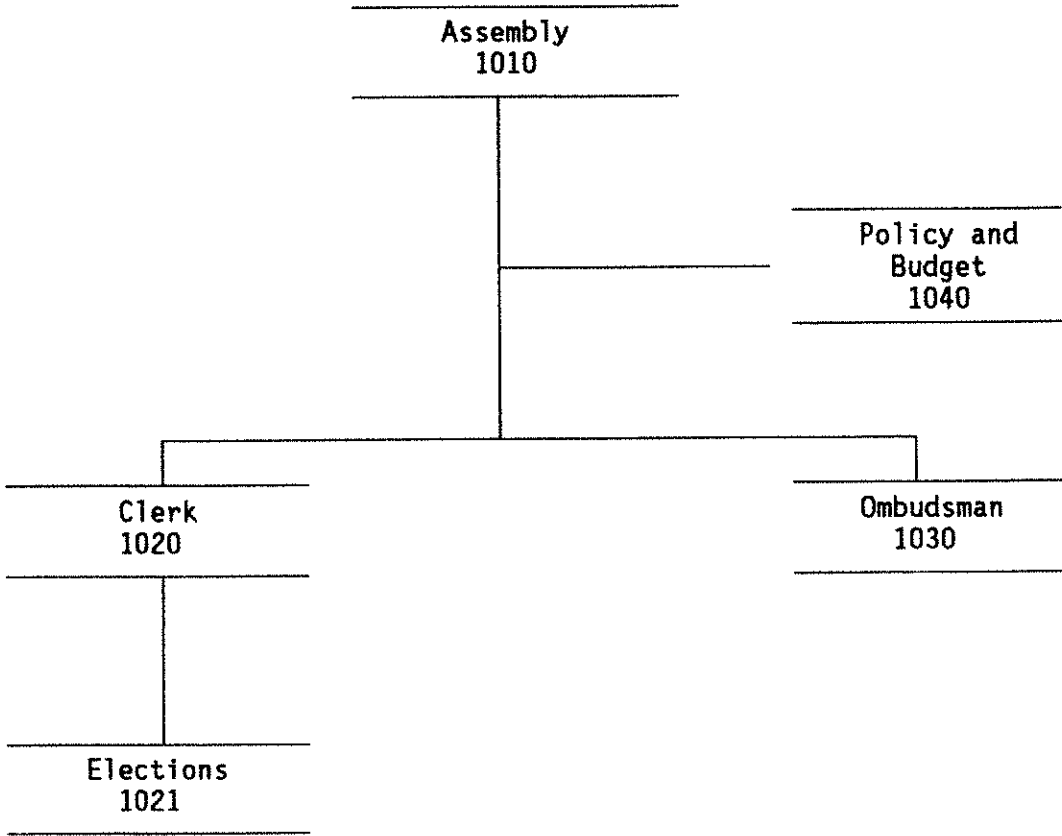 Assembly
1010
Policy and
Budget
1040
Clerk
1020
Ombudsman
1030
Elections
1021